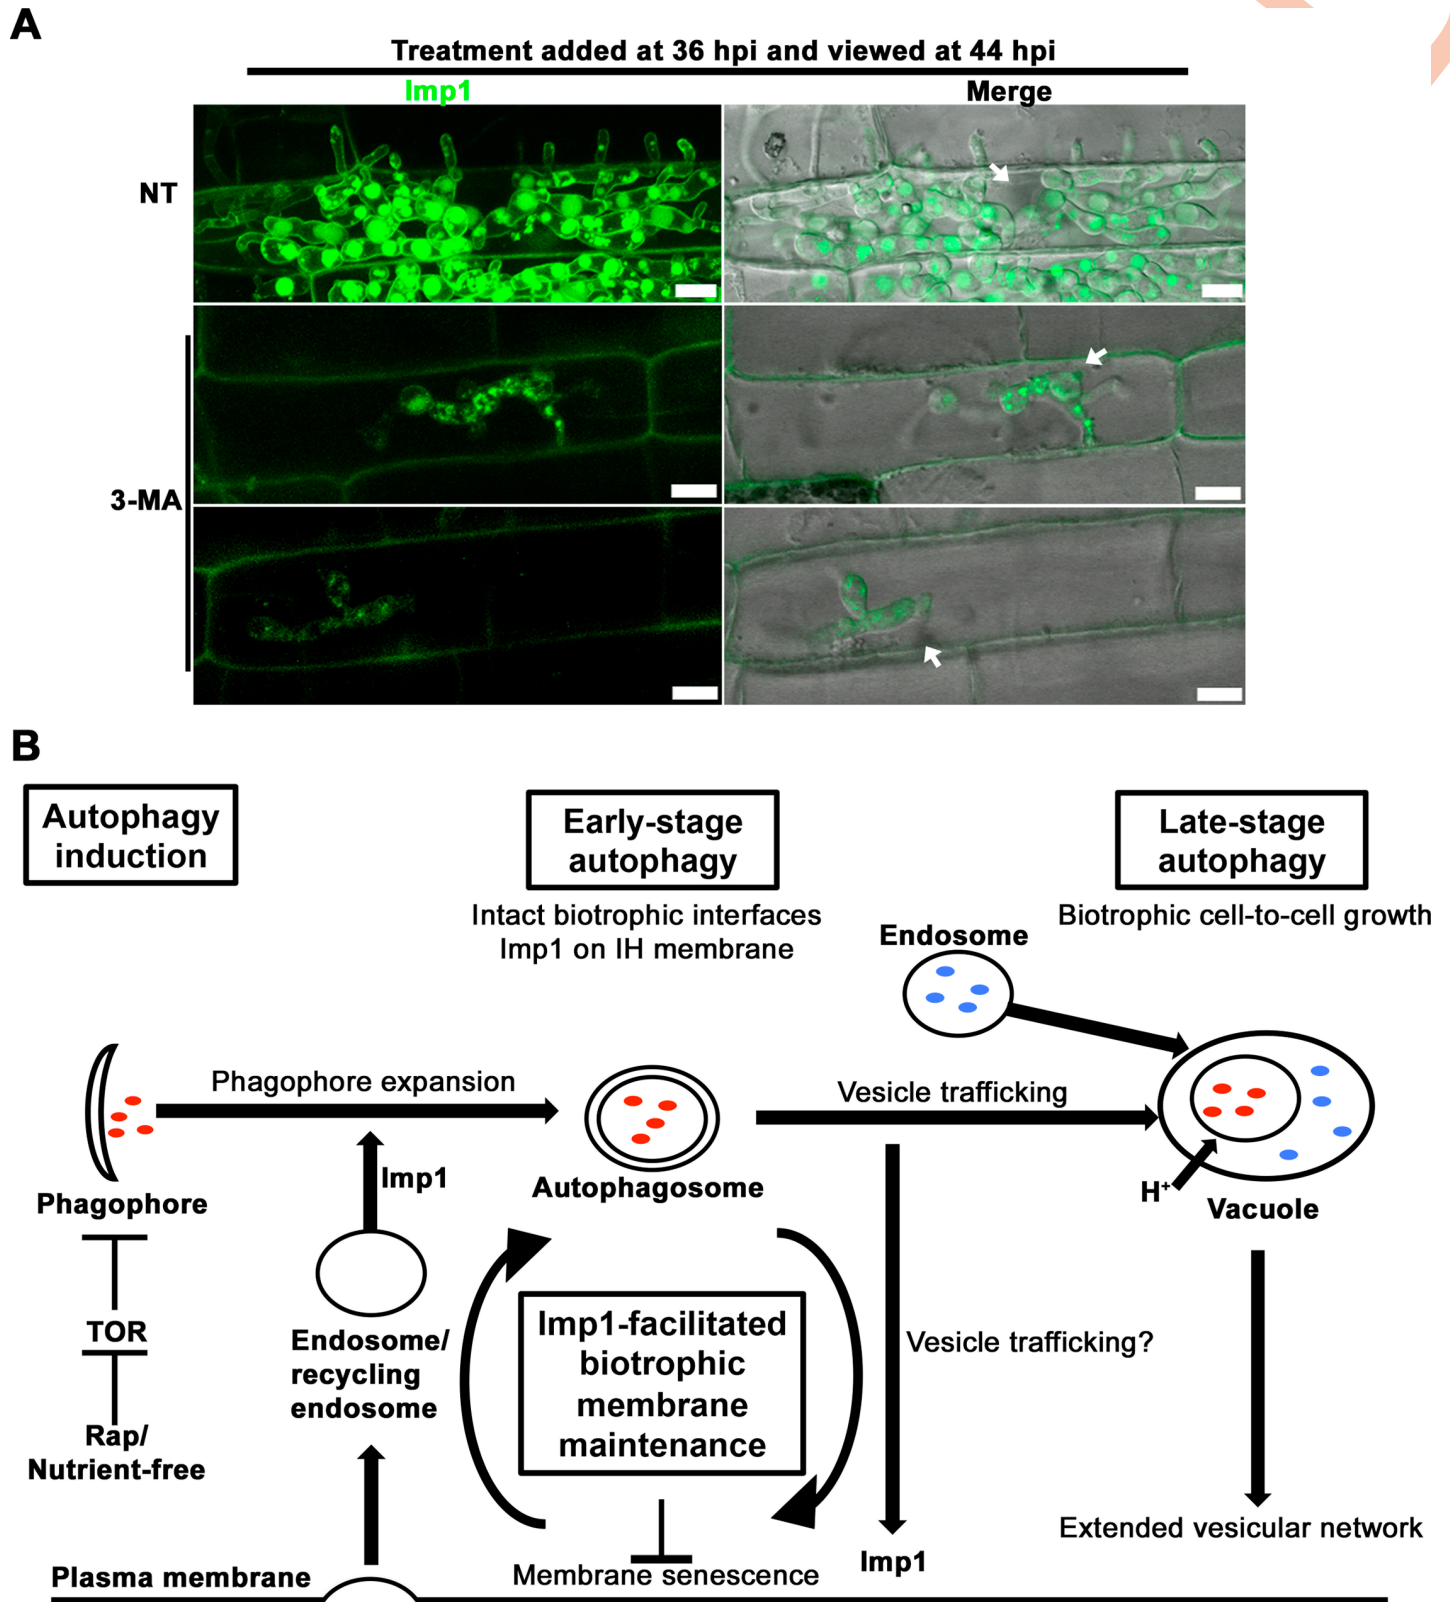 A
Treatment added at 36 hpi and viewed at 44 hpi
Imp1
Merge
NT
3-MA
B
Autophagy
induction
Early-stage
autophagy
Late-stage
autophagy
Intact biotrophic interfaces
Imp1 on IH membrane
Biotrophic cell-to-cell growth
Endosome
Phagophore expansion
Vesicle trafficking
Imp1
Autophagosome
H⁺
Phagophore
Vacuole
TOR
Rap/
Nutrient-free
Endosome/
recycling
endosome
Imp1-facilitated
biotrophic
membrane
maintenance
Vesicle trafficking?
Extended vesicular network
Imp1
Membrane senescence
Plasma membrane